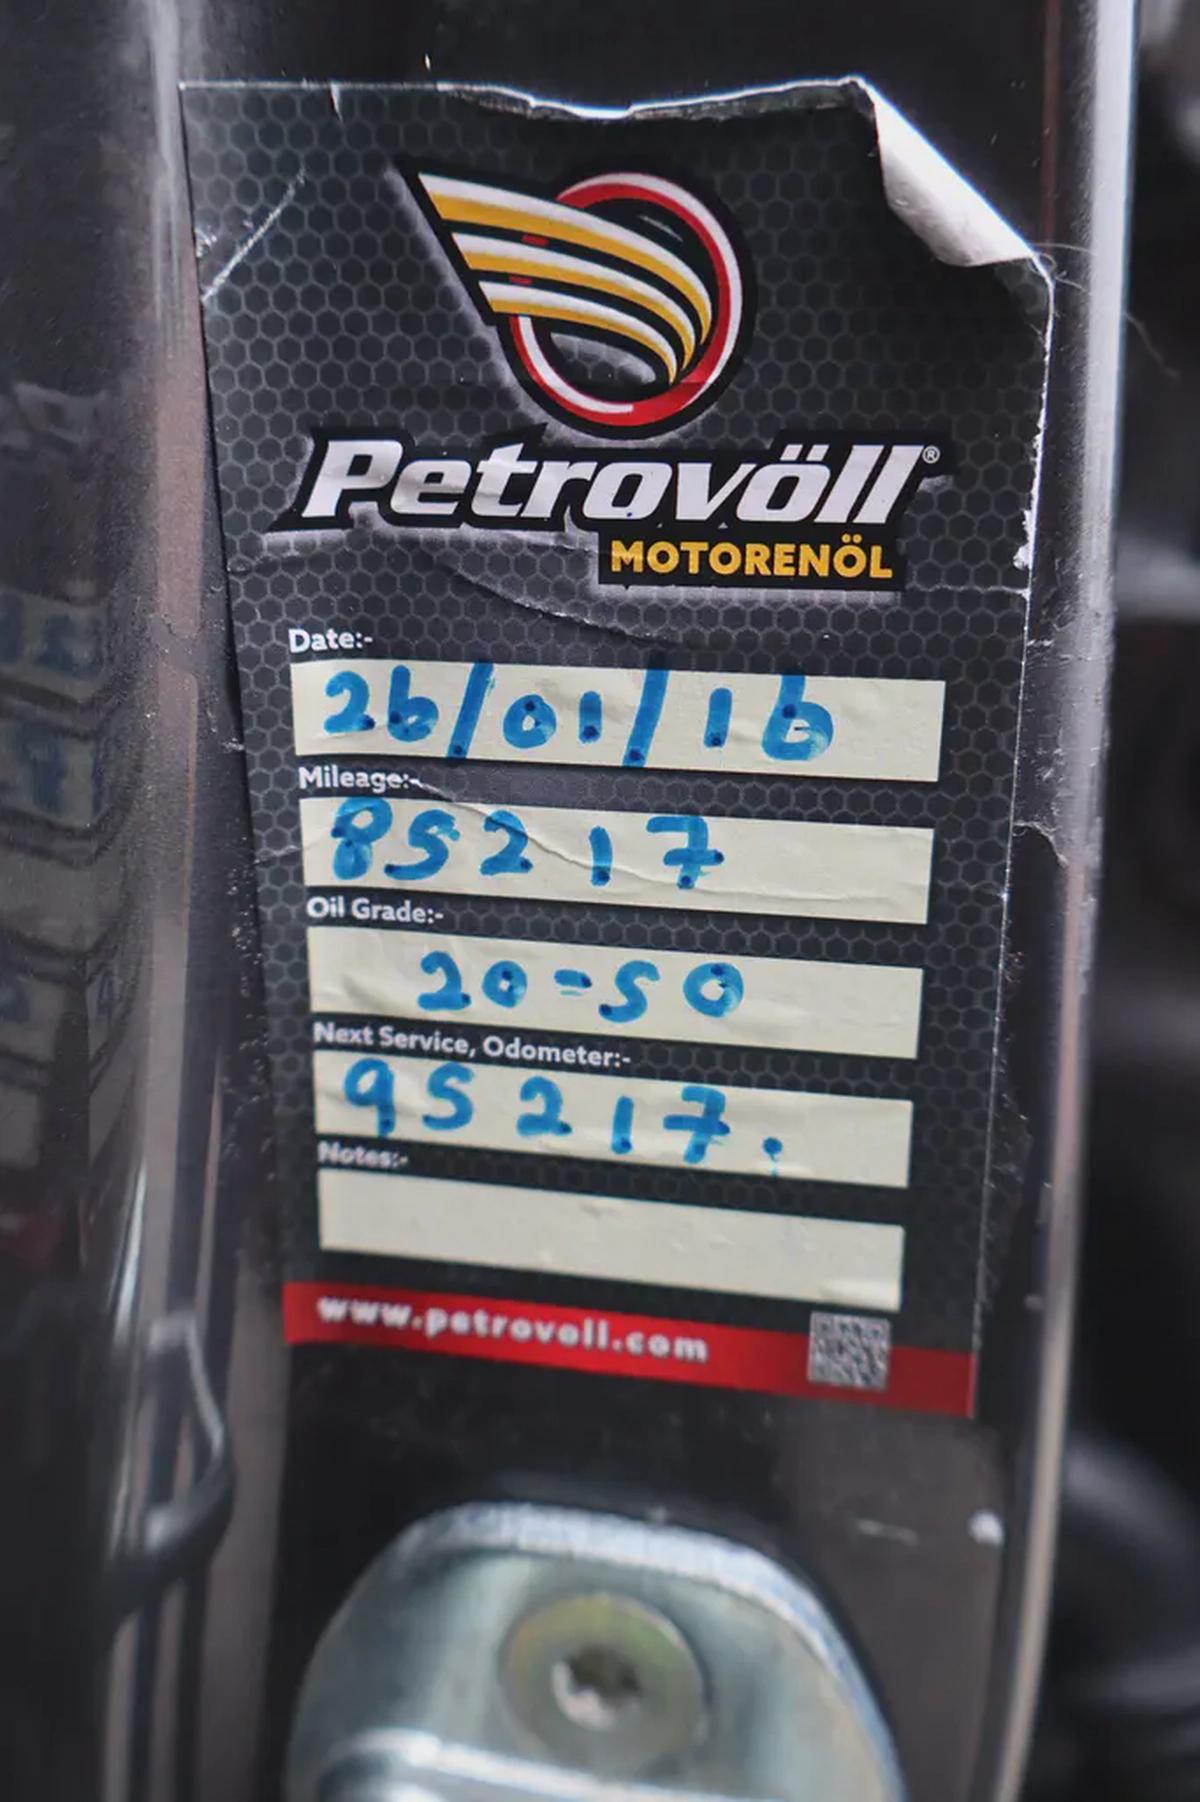 Petrovöll®
MOTORENÖL
Date:-
26/01/16
Mileage:-
85217
Oil Grade:-
20-50
Next Service, Odometer:-
95217.
Notes:-
www.petrovoll.com